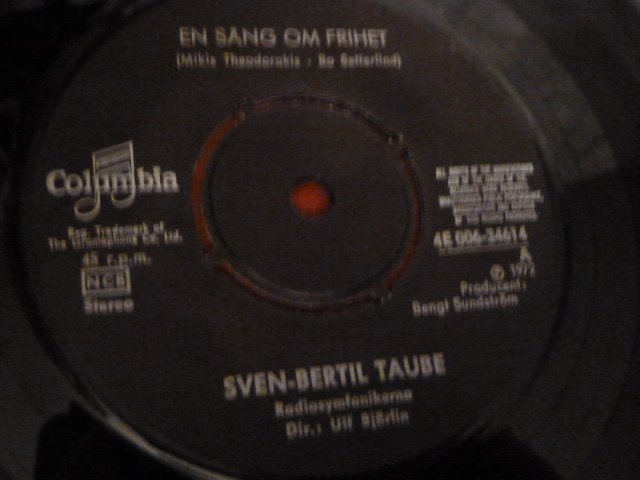 EN SÅNG OM FRIHET
(Mikis Theodorakis - Bo Setterlind)
Columbia
Reg. Trademark of
The Gramophone Co. Ltd.
45 r.p.m.
NCB
Stereo
4E 006-34614
A
℗ 1972
Producent:
Bengt Sundström
SVEN-BERTIL TAUBE
Radiosymfonikerna
Dir.: Ulf Björlin